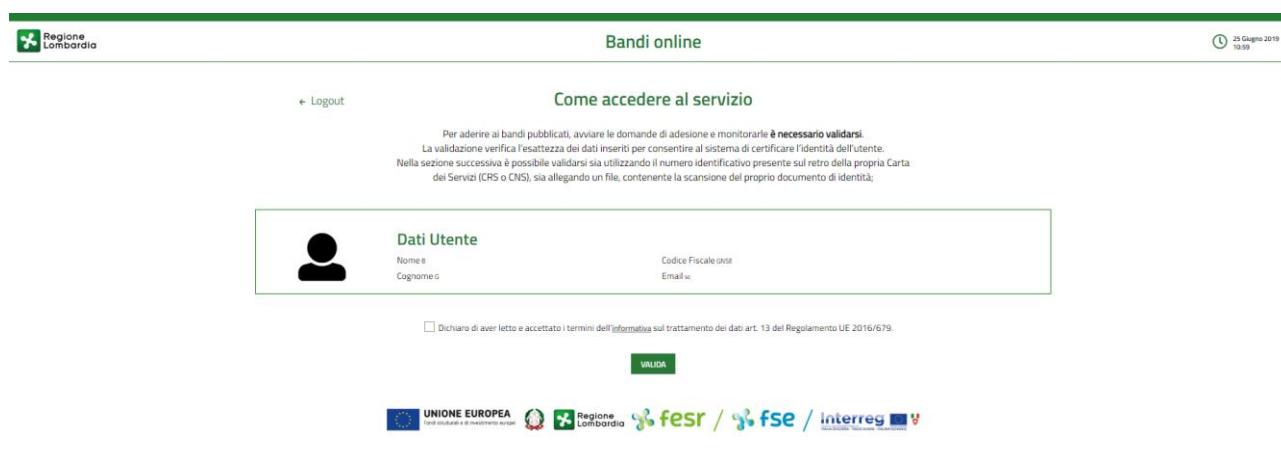 Regione
Lombardia
Bandi online
25 Giugno 2019
10:59
← Logout
Come accedere al servizio
Per aderire ai bandi pubblicati, avviare le domande di adesione e monitorarle è necessario validarsi.
La validazione verifica l'esattezza dei dati inseriti per consentire al sistema di certificare l'identità dell'utente.
Nella sezione successiva è possibile validarsi sia utilizzando il numero identificativo presente sul retro della propria Carta
dei Servizi (CRS o CNS), sia allegando un file, contenente la scansione del proprio documento di identità;
Dati Utente
Nome B
Codice Fiscale
Cognome G
Email
Dichiaro di aver letto e accettato i termini dell'informativa sul trattamento dei dati art. 13 del Regolamento UE 2016/679.
VALIDA
UNIONE EUROPEA
Fondi strutturali e di investimento europei
Regione
Lombardia
fesr / fse / Interreg